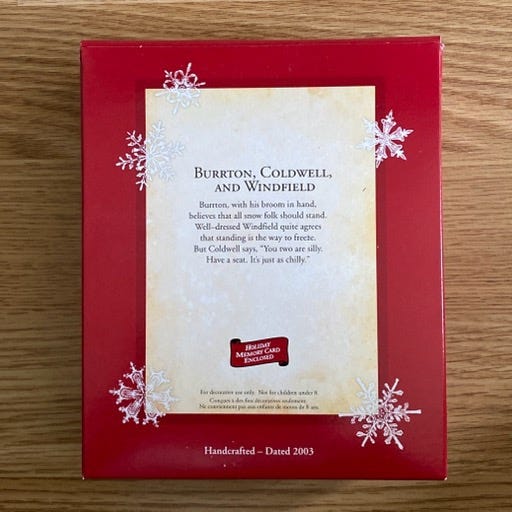 BURRTON, COLDWELL,
AND WINDFIELD
Burrton, with his broom in hand,
believes that all snow folk should stand.
Well-dressed Windfield quite agrees
that standing is the way to freeze.
But Coldwell says, "You two are silly.
Have a seat. It's just as chilly."
HOLIDAY
MEMORY CARD
ENCLOSED
For decorative use only. Not for children under 8.
Conçues à des fins décoratives seulement.
Ne conviennent pas aux enfants de moins de 8 ans.
Handcrafted – Dated 2003